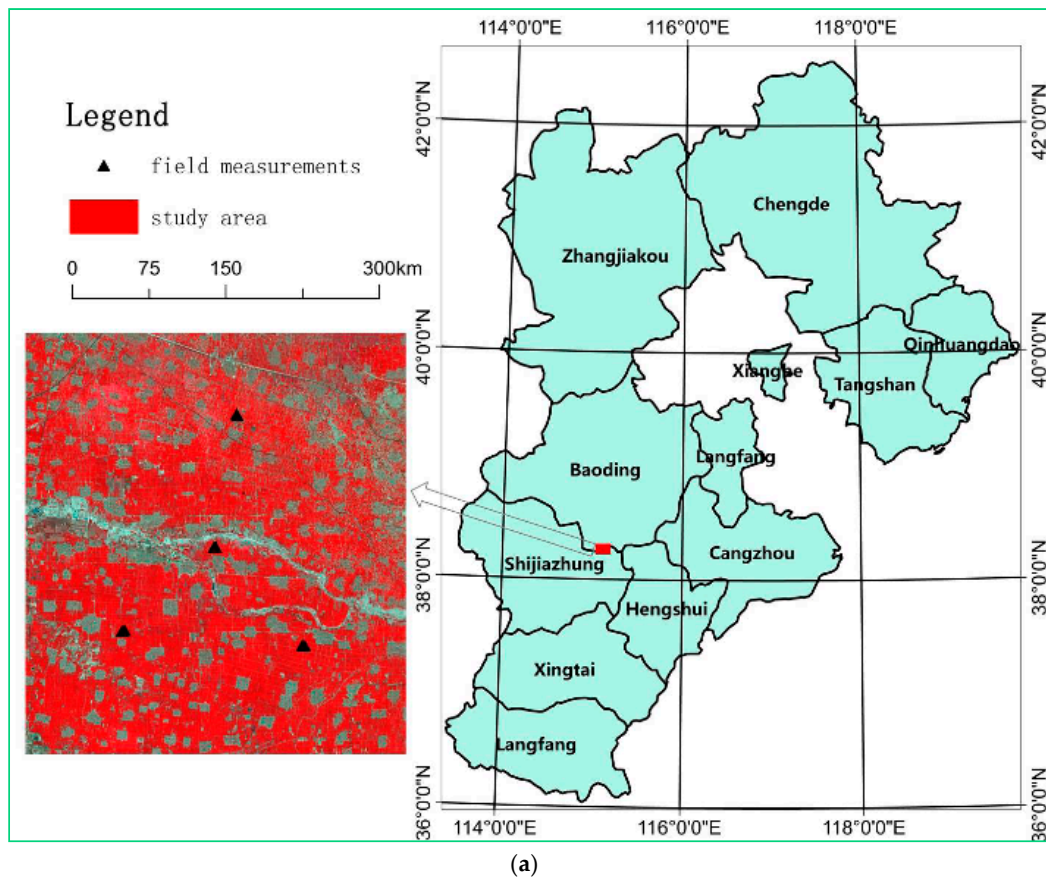 114°0'0"E 116°0'0"E 118°0'0"E
Legend
field measurements
study area
0 75 150 300km
42°0'0"N 42°0'0"N
40°0'0"N 40°0'0"N
38°0'0"N 38°0'0"N
36°0'0"N 36°0'0"N
Chengde
Zhangjiakou
Qinhuangdao
Xianghe
Tangshan
Langfang
Baoding
Cangzhou
Shijiazhung
Hengshui
Xingtai
Langfang
114°0'0"E 116°0'0"E 118°0'0"E
(a)